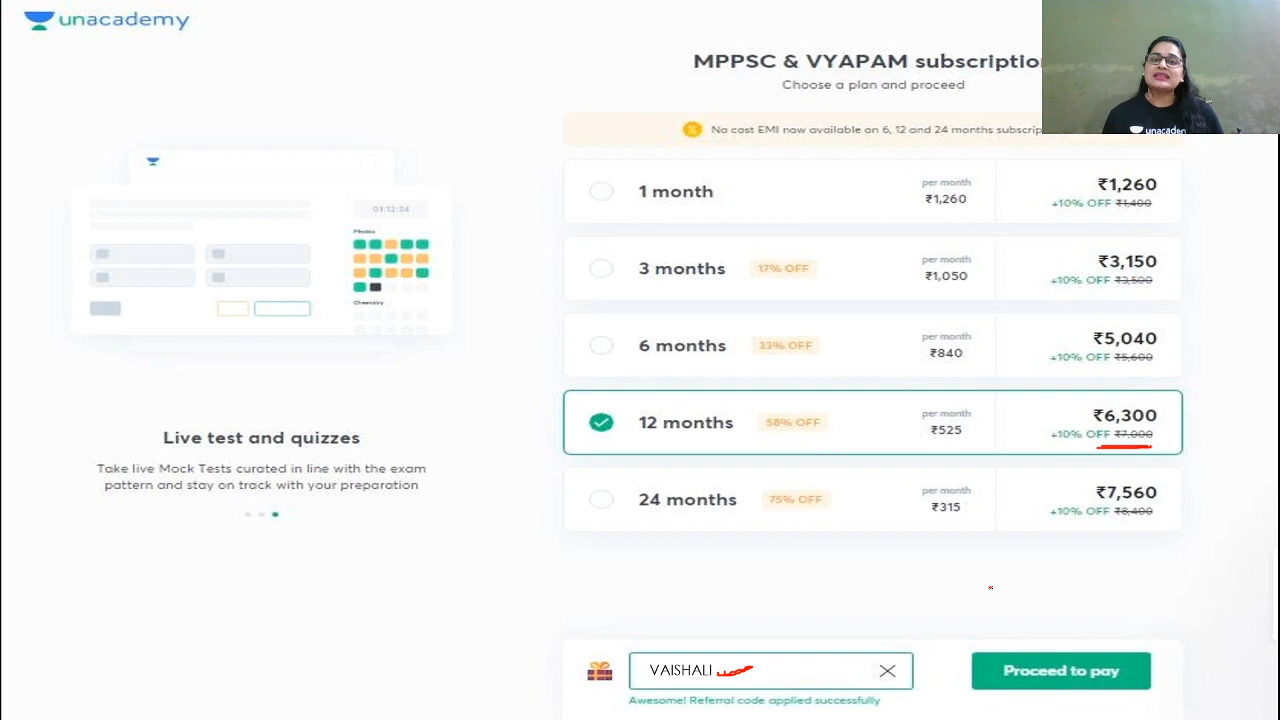 unacademy
MPPSC & VYAPAM subscriptio
Choose a plan and proceed
No cost EMI now available on 6, 12 and 24 months subscrip
1 month
per month
₹1,260
₹1,260
+10% OFF ₹1,400
3 months 17% OFF
per month
₹1,050
₹3,150
+10% OFF ₹3,500
6 months 33% OFF
per month
₹840
₹5,040
+10% OFF ₹5,600
12 months 58% OFF
per month
₹525
₹6,300
+10% OFF ₹7,000
24 months 75% OFF
per month
₹315
₹7,560
+10% OFF ₹8,400
01:12:34
Physics
Chemistry
Live test and quizzes
Take live Mock Tests curated in line with the exam
pattern and stay on track with your preparation
VAISHALI
Proceed to pay
Awesome! Referral code applied successfully
unacadem